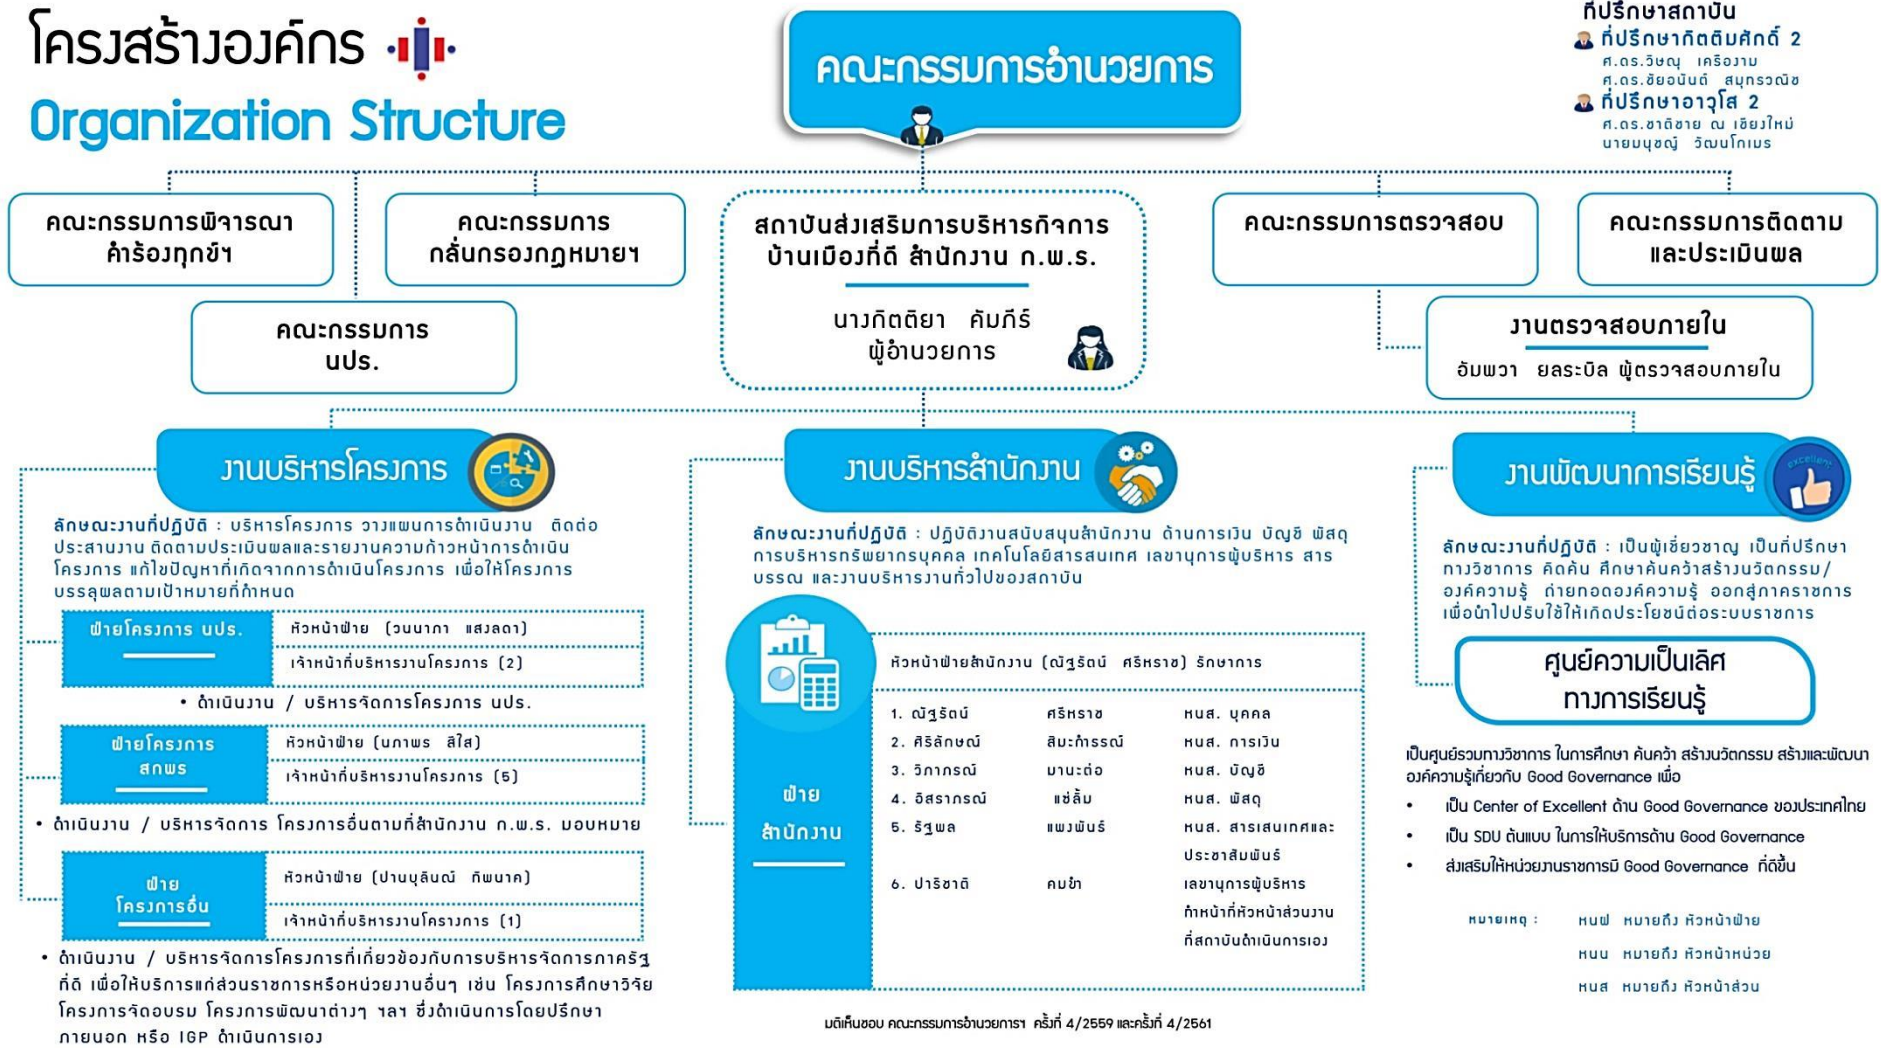 โครงสร้างองค์กร
Organization Structure
คณะกรรมการอำนวยการ
ที่ปรึกษาสถาบัน
ที่ปรึกษากิตติมศักดิ์ 2
ศ.ดร.วิษณุ เครืองาม
ศ.ดร.ชัยอนันต์ สมุทรวณิช
ที่ปรึกษาอาวุโส 2
ศ.ดร.ชาติชาย ณ เชียงใหม่
นายมนุชญ์ วัฒนโกเมร
คณะกรรมการพิจารณา
คำร้องทุกข์ฯ
คณะกรรมการ
กลั่นกรองกฎหมายฯ
คณะกรรมการ
นปร.
สถาบันส่งเสริมการบริหารกิจการ
บ้านเมืองที่ดี สำนักงาน ก.พ.ร.
นางกิตติยา คัมภีร์
ผู้อำนวยการ
คณะกรรมการตรวจสอบ
คณะกรรมการติดตาม
และประเมินผล
งานตรวจสอบภายใน
อัมพวา ยลระบิล ผู้ตรวจสอบภายใน
งานบริหารโครงการ
ลักษณะงานที่ปฏิบัติ : บริหารโครงการ วางแผนการดำเนินงาน ติดต่อ
ประสานงาน ติดตามประเมินผลและรายงานความก้าวหน้าการดำเนิน
โครงการ แก้ไขปัญหาที่เกิดจากการดำเนินโครงการ เพื่อให้โครงการ
บรรลุผลตามเป้าหมายที่กำหนด
ฝ่ายโครงการ นปร.
หัวหน้าฝ่าย (วนนาภา แสงลดา)
เจ้าหน้าที่บริหารงานโครงการ (2)
• ดำเนินงาน / บริหารจัดการโครงการ นปร.
ฝ่ายโครงการ
สกพร
หัวหน้าฝ่าย (นภาพร สีใส)
เจ้าหน้าที่บริหารงานโครงการ (5)
• ดำเนินงาน / บริหารจัดการ โครงการอื่นตามที่สำนักงาน ก.พ.ร. มอบหมาย
ฝ่าย
โครงการอื่น
หัวหน้าฝ่าย (ปานบุลินณ์ ทิพนาค)
เจ้าหน้าที่บริหารงานโครางการ (1)
• ดำเนินงาน / บริหารจัดการโครงการที่เกี่ยวข้องกับการบริหารจัดการภาครัฐ
ที่ดี เพื่อให้บริการแก่ส่วนราชการหรือหน่วยงานอื่นๆ เช่น โครงการศึกษาวิจัย
โครงการจัดอบรม โครงการพัฒนาต่างๆ ฯลฯ ซึ่งดำเนินการโดยปรึกษา
ภายนอก หรือ IGP ดำเนินการเอง
งานบริหารสำนักงาน
ลักษณะงานที่ปฏิบัติ : ปฏิบัติงานสนับสนุนสำนักงาน ด้านการเงิน บัญชี พัสดุ
การบริหารทรัพยากรบุคคล เทคโนโลยีสารสนเทศ เลขานุการผู้บริหาร สาร
บรรณ และงานบริหารงานทั่วไปของสถาบัน
ฝ่าย
สำนักงาน
หัวหน้าฝ่ายสำนักงาน (ณัฐรัตน์ ศรีหราช) รักษาการ
1. ณัฐรัตน์ ศรีหราช หนส. บุคคล
2. ศิริลักษณ์ สิมะกำธรณ์ หนส. การเงิน
3. วิภาภรณ์ มานะต่อ หนส. บัญชี
4. อิสราภรณ์ แซ่ลิ้ม หนส. พัสดุ
5. รัฐพล แพงพันธ์ หนส. สารเสนเทศและ
ประชาสัมพันธ์
6. ปาริชาติ คมขำ เลขานุการผู้บริหาร
ทำหน้าที่หัวหน้าส่วนงาน
ที่สถาบันดำเนินการเอง
มติเห็นชอบ คณะกรรมการอำนวยการฯ ครั้งที่ 4/2559 และครั้งที่ 4/2561
งานพัฒนาการเรียนรู้
excellent
ลักษณะงานที่ปฏิบัติ : เป็นผู้เชี่ยวชาญ เป็นที่ปรึกษา
ทางวิชาการ คิดค้น ศึกษาค้นคว้าสร้างนวัตกรรม/
องค์ความรู้ ถ่ายทอดองค์ความรู้ ออกสู่ภาคราชการ
เพื่อนำไปปรับใช้ให้เกิดประโยชน์ต่อระบบราชการ
ศูนย์ความเป็นเลิศ
ทางการเรียนรู้
เป็นศูนย์รวมทางวิชาการ ในการศึกษา ค้นคว้า สร้างนวัตกรรม สร้างและพัฒนา
องค์ความรู้เกี่ยวกับ Good Governance เพื่อ
• เป็น Center of Excellent ด้าน Good Governance ของประเทศไทย
• เป็น SDU ต้นแบบ ในการให้บริการด้าน Good Governance
• ส่งเสริมให้หน่วยงานราชการมี Good Governance ที่ดีขึ้น
หมายเหตุ : หนฝ หมายถึง หัวหน้าฝ่าย
หนน หมายถึง หัวหน้าหน่วย
หนส หมายถึง หัวหน้าส่วน